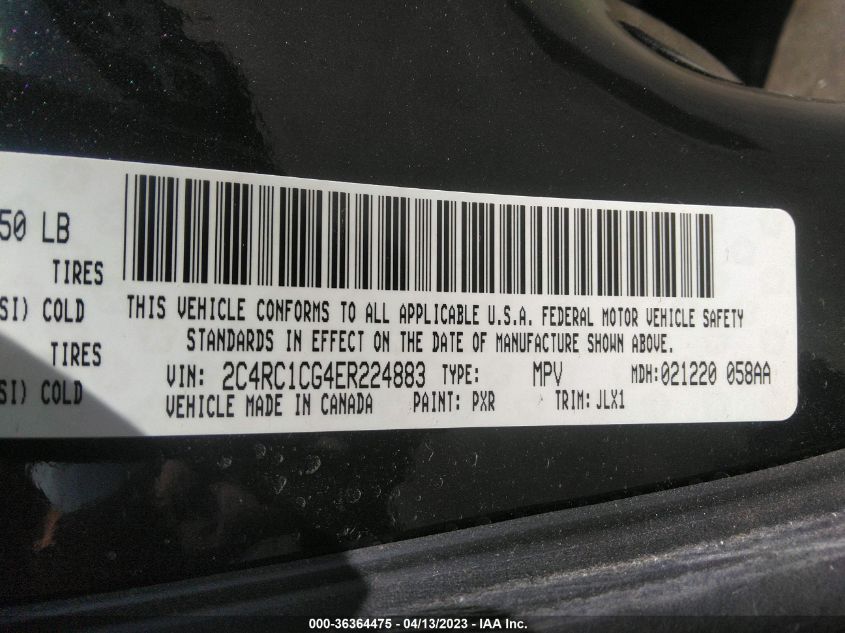 50 LB
TIRES
SI) COLD
TIRES
SI) COLD
THIS VEHICLE CONFORMS TO ALL APPLICABLE U.S.A. FEDERAL MOTOR VEHICLE SAFETY
STANDARDS IN EFFECT ON THE DATE OF MANUFACTURE SHOWN ABOVE.
VIN: 2C4RC1CG4ER224883 TYPE: MPV MDH: 021220 058AA
VEHICLE MADE IN CANADA PAINT: PXR TRIM: JLX1
000-36364475 - 04/13/2023 - IAA Inc.